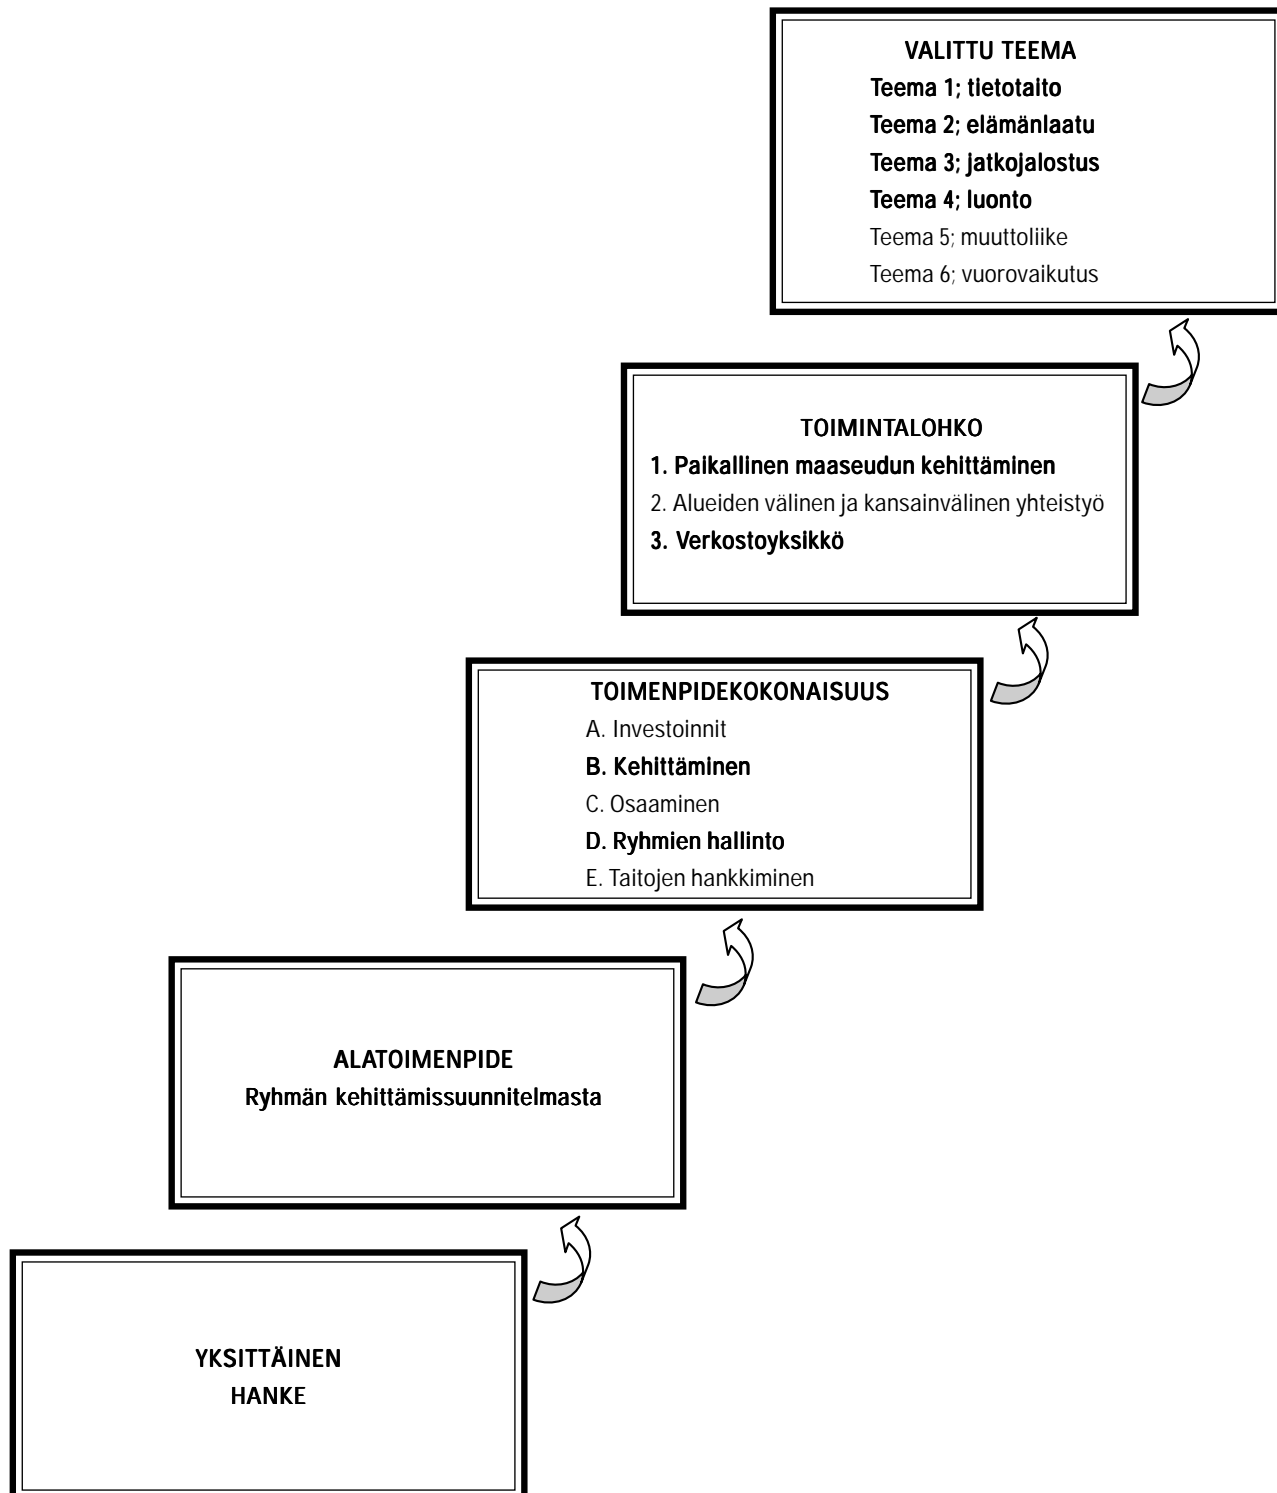 VALITTU TEEMA
Teema 1; tietotaito
Teema 2; elämänlaatu
Teema 3; jatkojalostus
Teema 4; luonto
Teema 5; muuttoliike
Teema 6; vuorovaikutus
TOIMINTALOHKO
1. Paikallinen maaseudun kehittäminen
2. Alueiden välinen ja kansainvälinen yhteistyö
3. Verkostoyksikkö
TOIMENPIDEKOKONAISUUS
A. Investoinnit
B. Kehittäminen
C. Osaaminen
D. Ryhmien hallinto
E. Taitojen hankkiminen
ALATOIMENPIDE
Ryhmän kehittämissuunnitelmasta
YKSITTÄINEN
HANKE